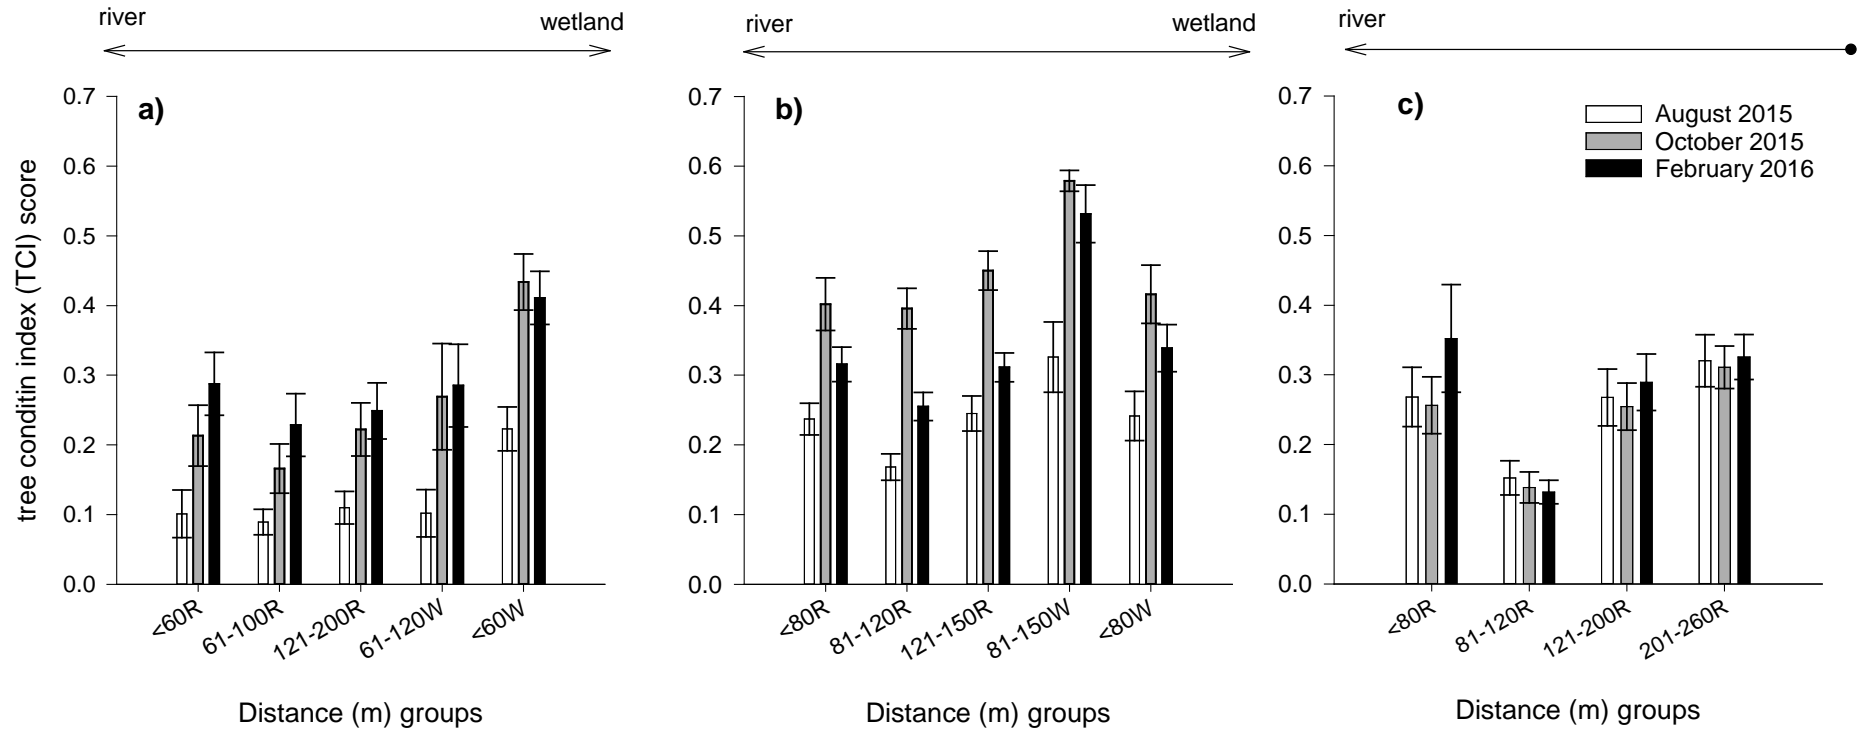 river
wetland
river
wetland
river
tree conditin index (TCI) score
a)
0.7
0.6
0.5
0.4
0.3
0.2
0.1
0.0
<60R
61-100R
121-200R
61-120W
<60W
Distance (m) groups
b)
0.7
0.6
0.5
0.4
0.3
0.2
0.1
0.0
<80R
81-120R
121-150R
81-150W
<80W
Distance (m) groups
c)
August 2015
October 2015
February 2016
0.7
0.6
0.5
0.4
0.3
0.2
0.1
0.0
<80R
81-120R
121-200R
201-260R
Distance (m) groups